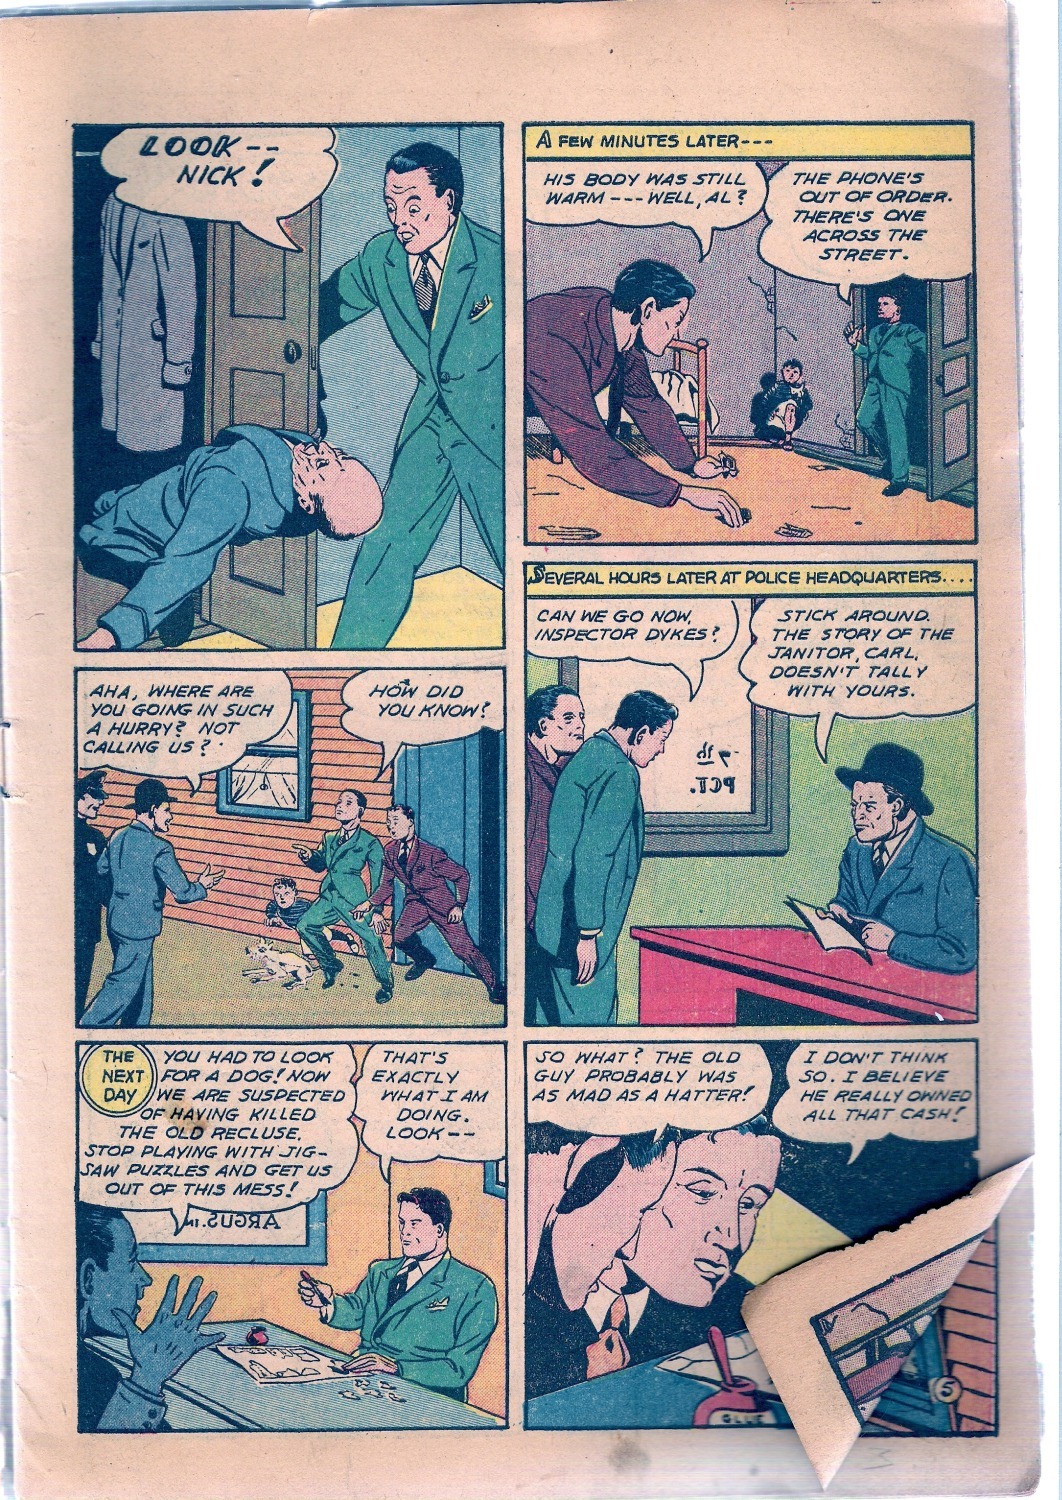 LOOK--
NICK!
A FEW MINUTES LATER---
HIS BODY WAS STILL
WARM --- WELL, AL?
THE PHONE'S
OUT OF ORDER.
THERE'S ONE
ACROSS THE
STREET.
AHA, WHERE ARE
YOU GOING IN SUCH
A HURRY? NOT
CALLING US?
HOW DID
YOU KNOW?
SEVERAL HOURS LATER AT POLICE HEADQUARTERS....
CAN WE GO NOW,
INSPECTOR DYKES?
STICK AROUND.
THE STORY OF THE
JANITOR, CARL,
DOESN'T TALLY
WITH YOURS.
7th
PCT.
THE
NEXT
DAY
YOU HAD TO LOOK
FOR A DOG! NOW
WE ARE SUSPECTED
OF HAVING KILLED
THE OLD RECLUSE.
STOP PLAYING WITH JIG-
SAW PUZZLES AND GET US
OUT OF THIS MESS!
THAT'S
EXACTLY
WHAT I AM
DOING.
LOOK--
ARGUS.INC
SO WHAT? THE OLD
GUY PROBABLY WAS
AS MAD AS A HATTER!
I DON'T THINK
SO. I BELIEVE
HE REALLY OWNED
ALL THAT CASH!
GLUE
5